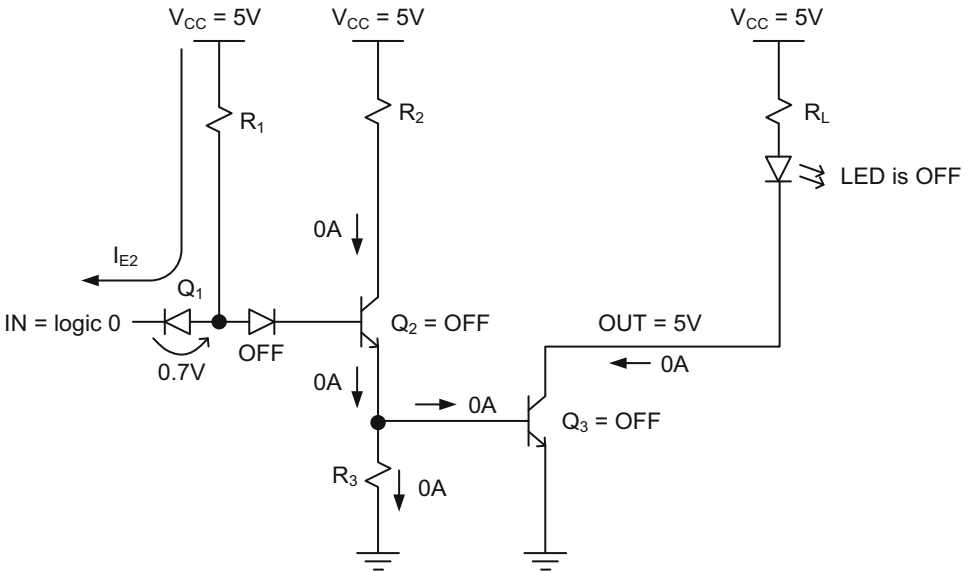 V_CC = 5V
V_CC = 5V
V_CC = 5V
R_1
R_2
R_L
LED is OFF
0A
I_E2
Q_1
IN = logic 0
OFF
0.7V
Q_2 = OFF
OUT = 5V
0A
0A
0A
Q_3 = OFF
R_3
0A